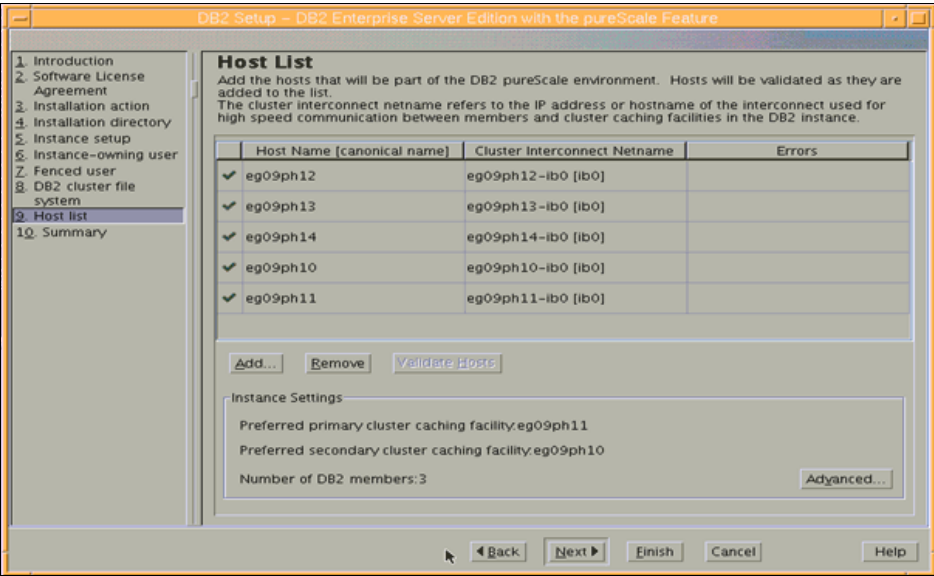 DB2 Setup – DB2 Enterprise Server Edition with the pureScale Feature
1. Introduction
2. Software License
Agreement
3. Installation action
4. Installation directory
5. Instance setup
6. Instance-owning user
7. Fenced user
8. DB2 cluster file
system
9. Host list
10. Summary
Host List
Add the hosts that will be part of the DB2 pureScale environment.  Hosts will be validated as they are
added to the list.
The cluster interconnect netname refers to the IP address or hostname of the interconnect used for
high speed communication between members and cluster caching facilities in the DB2 instance.
Host Name [canonical name] Cluster Interconnect Netname Errors
eg09ph12 eg09ph12-ib0 [ib0]
eg09ph13 eg09ph13-ib0 [ib0]
eg09ph14 eg09ph14-ib0 [ib0]
eg09ph10 eg09ph10-ib0 [ib0]
eg09ph11 eg09ph11-ib0 [ib0]
Add... Remove Validate Hosts
Instance Settings
Preferred primary cluster caching facility:eg09ph11
Preferred secondary cluster caching facility:eg09ph10
Number of DB2 members:3
Advanced...
Back Next Finish Cancel Help